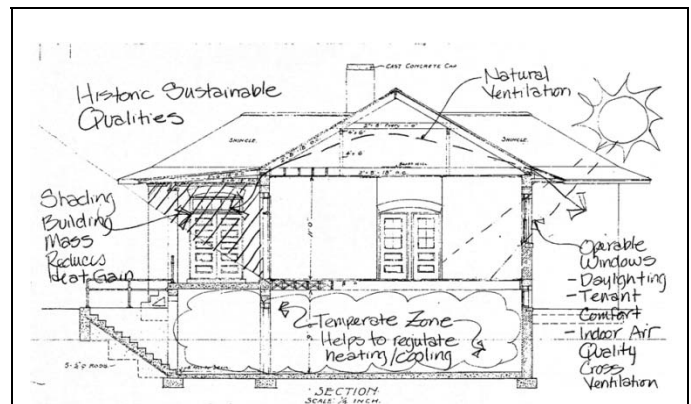 Historic Sustainable
Qualities
CAST CONCRETE CAP
Natural
Ventilation
SHINGLE
SHINGLE.
Shading
Building
Mass
Reduces
Heat Gain
Operable
Windows
- Daylighting
- Tenant
Comfort
- Indoor Air
Quality
Cross
Ventilation
Temperate Zone
Helps to regulate
heating/cooling
SECTION
SCALE: ¼ INCH.